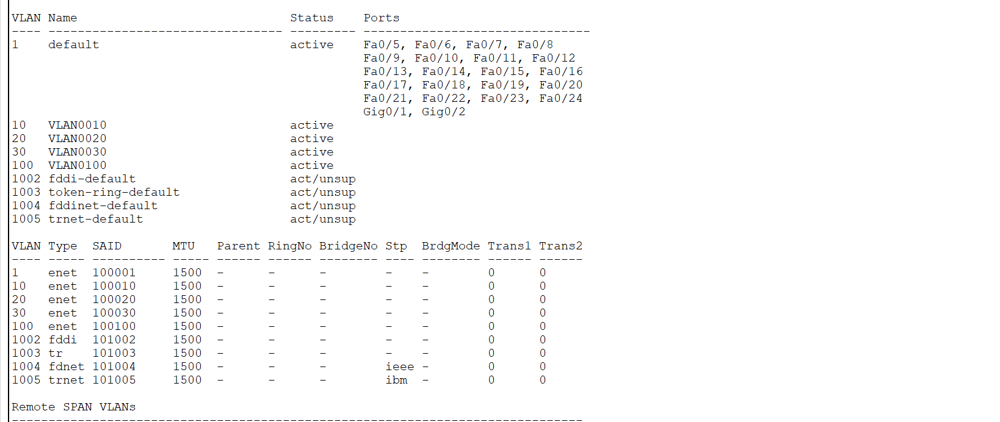 VLAN Name                             Status    Ports
---- -------------------------------- --------- -------------------------------
1    default                          active    Fa0/5, Fa0/6, Fa0/7, Fa0/8
                                                Fa0/9, Fa0/10, Fa0/11, Fa0/12
                                                Fa0/13, Fa0/14, Fa0/15, Fa0/16
                                                Fa0/17, Fa0/18, Fa0/19, Fa0/20
                                                Fa0/21, Fa0/22, Fa0/23, Fa0/24
                                                Gig0/1, Gig0/2
10   VLAN0010                         active
20   VLAN0020                         active
30   VLAN0030                         active
100  VLAN0100                         active
1002 fddi-default                     act/unsup
1003 token-ring-default               act/unsup
1004 fddinet-default                  act/unsup
1005 trnet-default                    act/unsup

VLAN Type  SAID       MTU   Parent RingNo BridgeNo Stp  BrdgMode Trans1 Trans2
---- ----- ---------- ----- ------ ------ -------- ---- -------- ------ ------
1    enet  100001     1500  -      -      -        -    -        0      0
10   enet  100010     1500  -      -      -        -    -        0      0
20   enet  100020     1500  -      -      -        -    -        0      0
30   enet  100030     1500  -      -      -        -    -        0      0
100  enet  100100     1500  -      -      -        -    -        0      0
1002 fddi  101002     1500  -      -      -        -    -        0      0
1003 tr    101003     1500  -      -      -        -    -        0      0
1004 fdnet 101004     1500  -      -      -        ieee -        0      0
1005 trnet 101005     1500  -      -      -        ibm  -        0      0

Remote SPAN VLANs
------------------------------------------------------------------------------